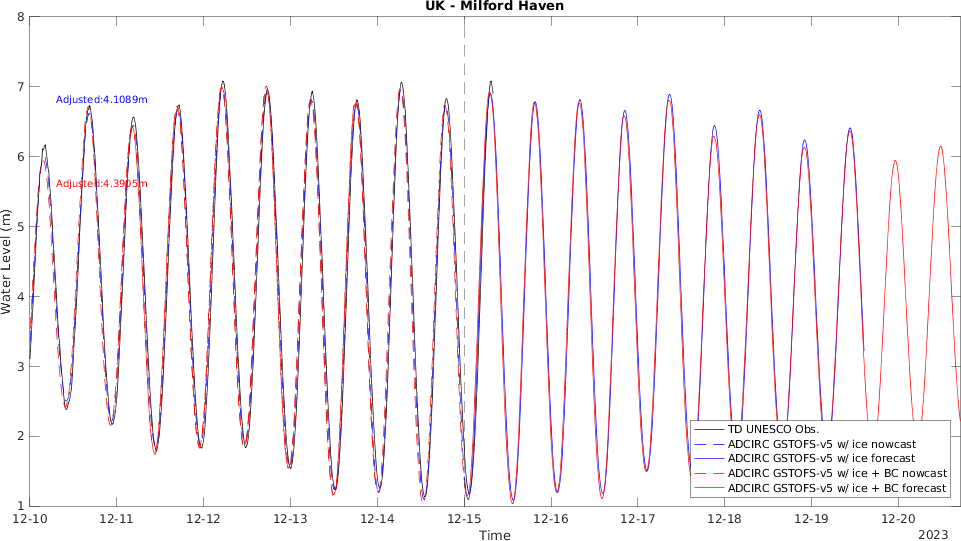 UK - Milford Haven
8
7
Adjusted:4.1089m
6
Adjusted:4.3905m
5
4
3
2
1
Water Level (m)
TD UNESCO Obs.
ADCIRC GSTOFS-v5 w/ ice nowcast
ADCIRC GSTOFS-v5 w/ ice forecast
ADCIRC GSTOFS-v5 w/ ice + BC nowcast
ADCIRC GSTOFS-v5 w/ ice + BC forecast
12-10 12-11 12-12 12-13 12-14 12-15 12-16 12-17 12-18 12-19 12-20
Time
2023